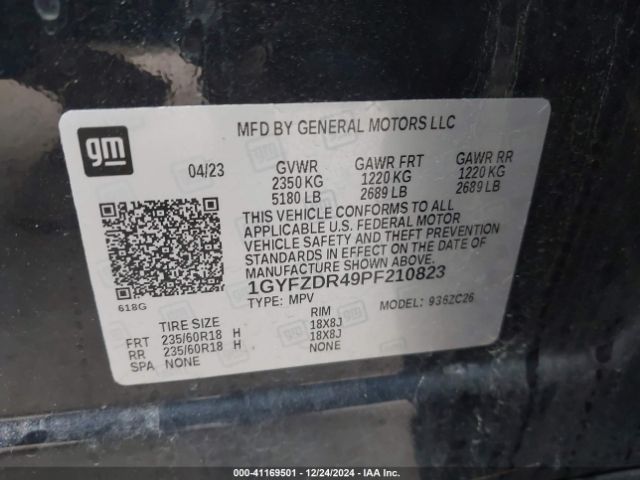 gm
MFD BY GENERAL MOTORS LLC
04/23 GVWR GAWR FRT GAWR RR
2350 KG 1220 KG 1220 KG
5180 LB 2689 LB 2689 LB
THIS VEHICLE CONFORMS TO ALL
APPLICABLE U.S. FEDERAL MOTOR
VEHICLE SAFETY AND THEFT PREVENTION
STANDARDS IN EFFECT ON THE DATE OF
MANUFACTURE SHOWN ABOVE.
1GYFZDR49PF210823
618G TYPE: MPV MODEL: 936ZC26
TIRE SIZE RIM
FRT 235/60R18 H 18X8J
RR 235/60R18 H 18X8J
SPA NONE NONE
000-41169501 - 12/24/2024 - IAA Inc.